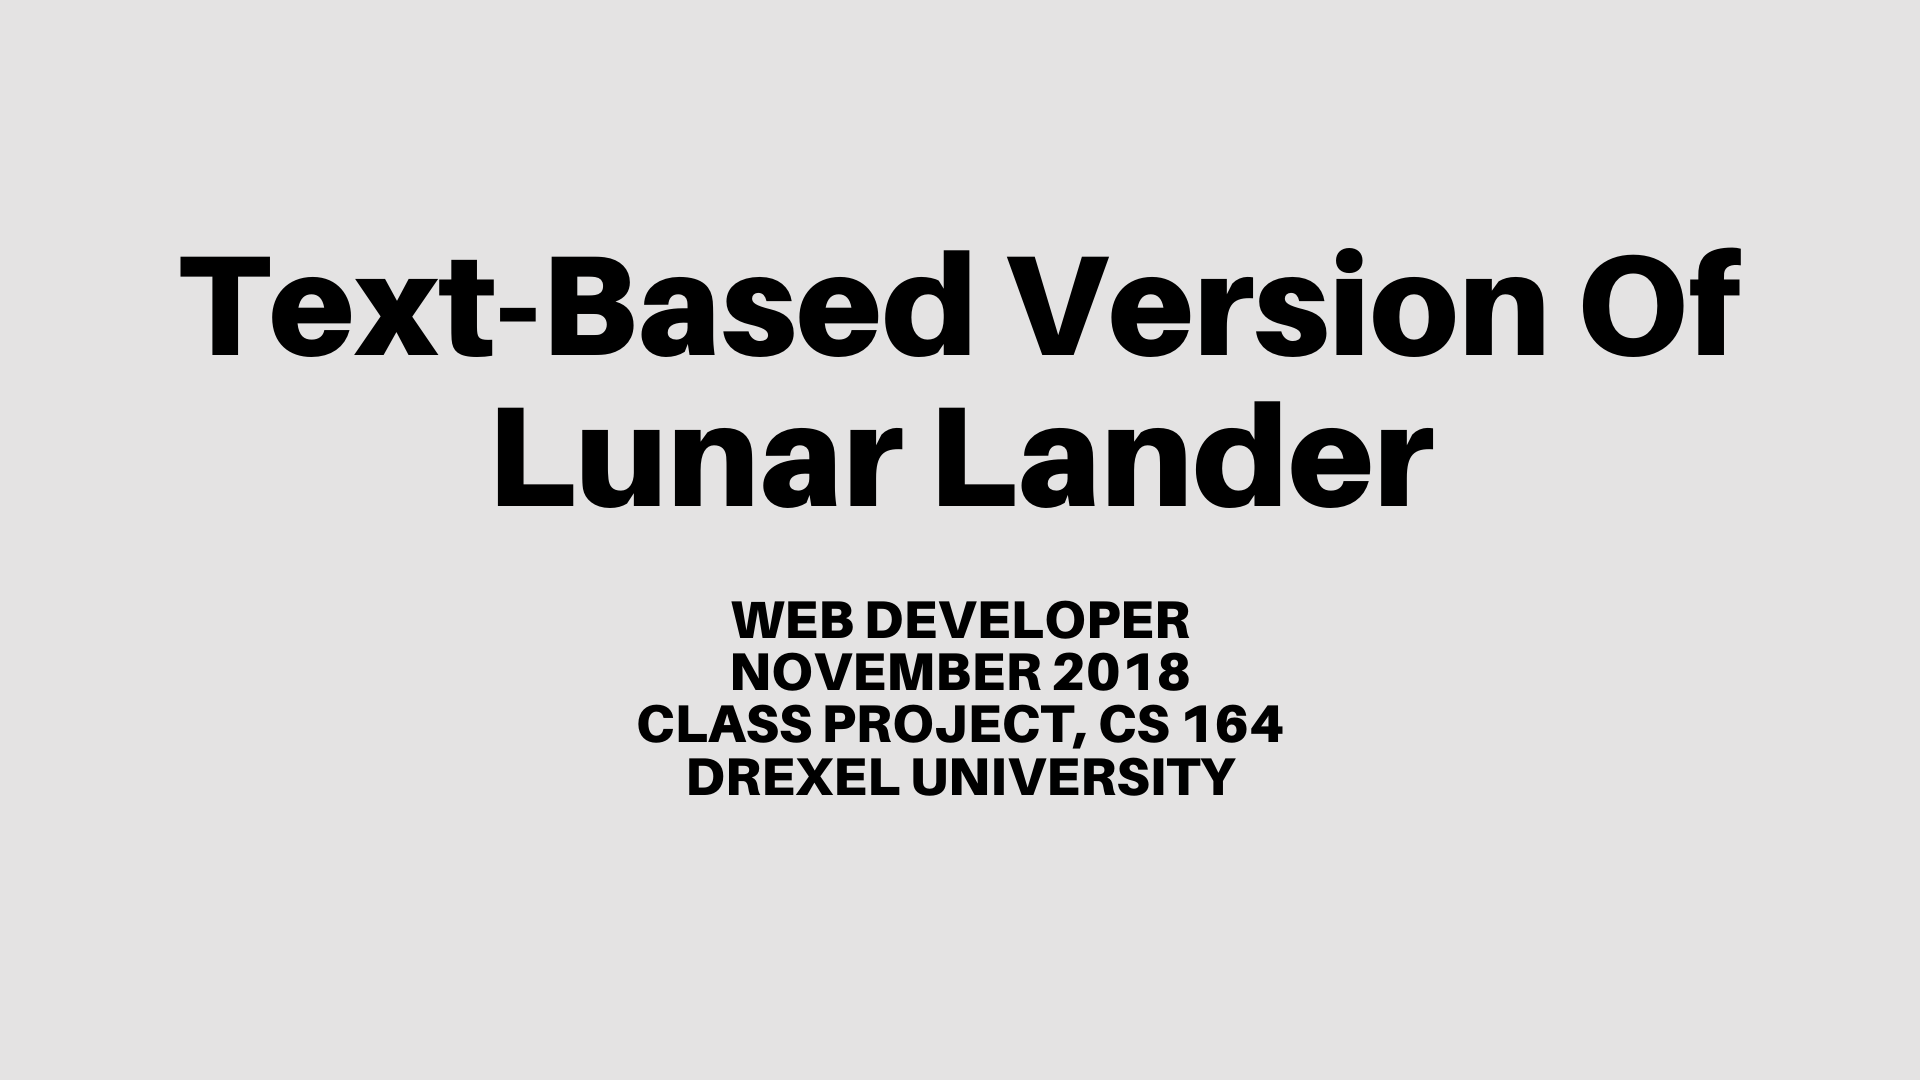 Text-Based Version Of
Lunar Lander
WEB DEVELOPER
NOVEMBER 2018
CLASS PROJECT, CS 164
DREXEL UNIVERSITY